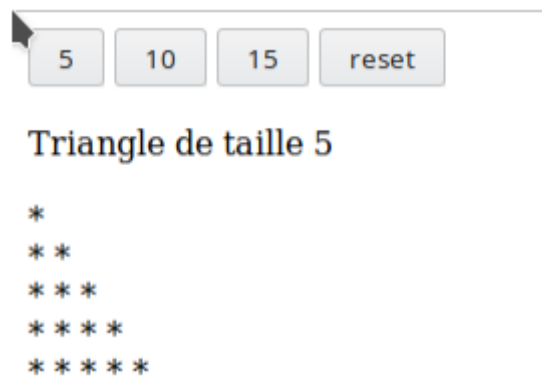 5 10 15 reset
Triangle de taille 5
*
* *
* * *
* * * *
* * * * *